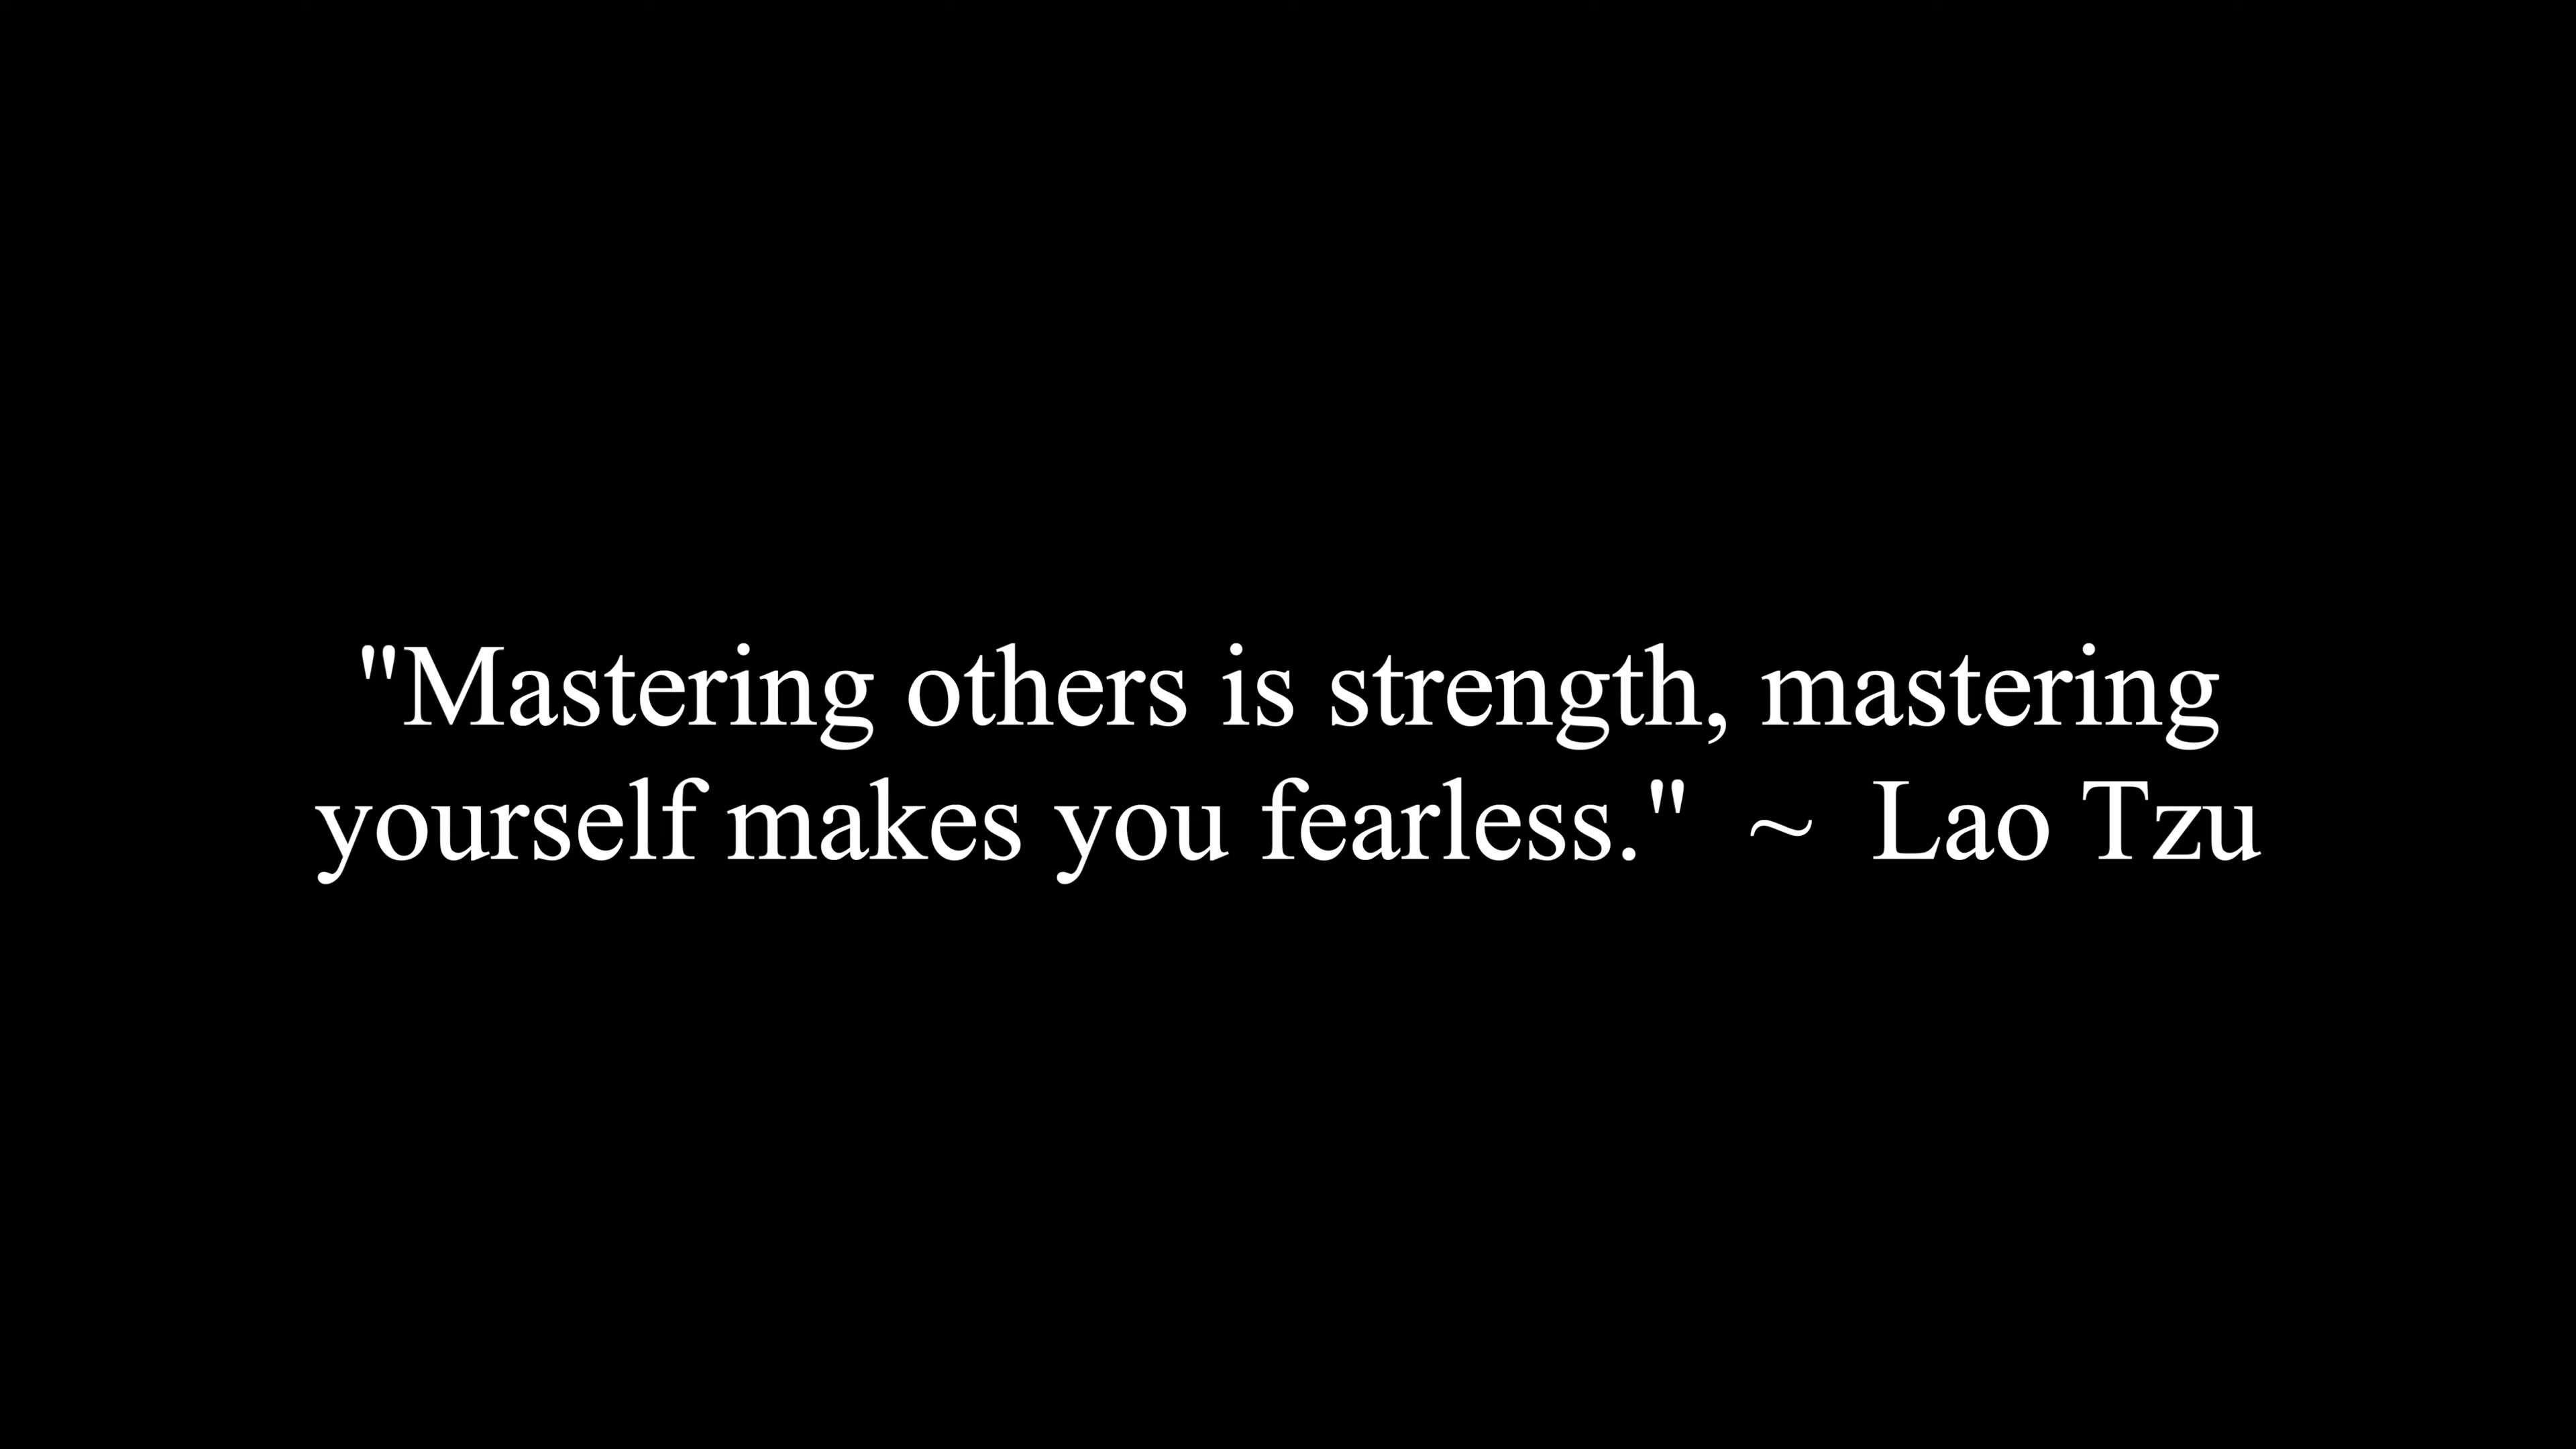 "Mastering others is strength, mastering
yourself makes you fearless."  ~  Lao Tzu